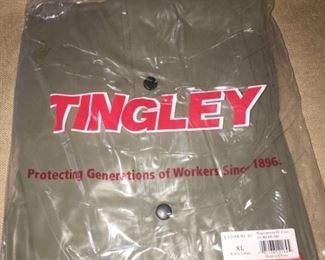 TINGLEY
Protecting Generations of Workers Since 1896.
XL